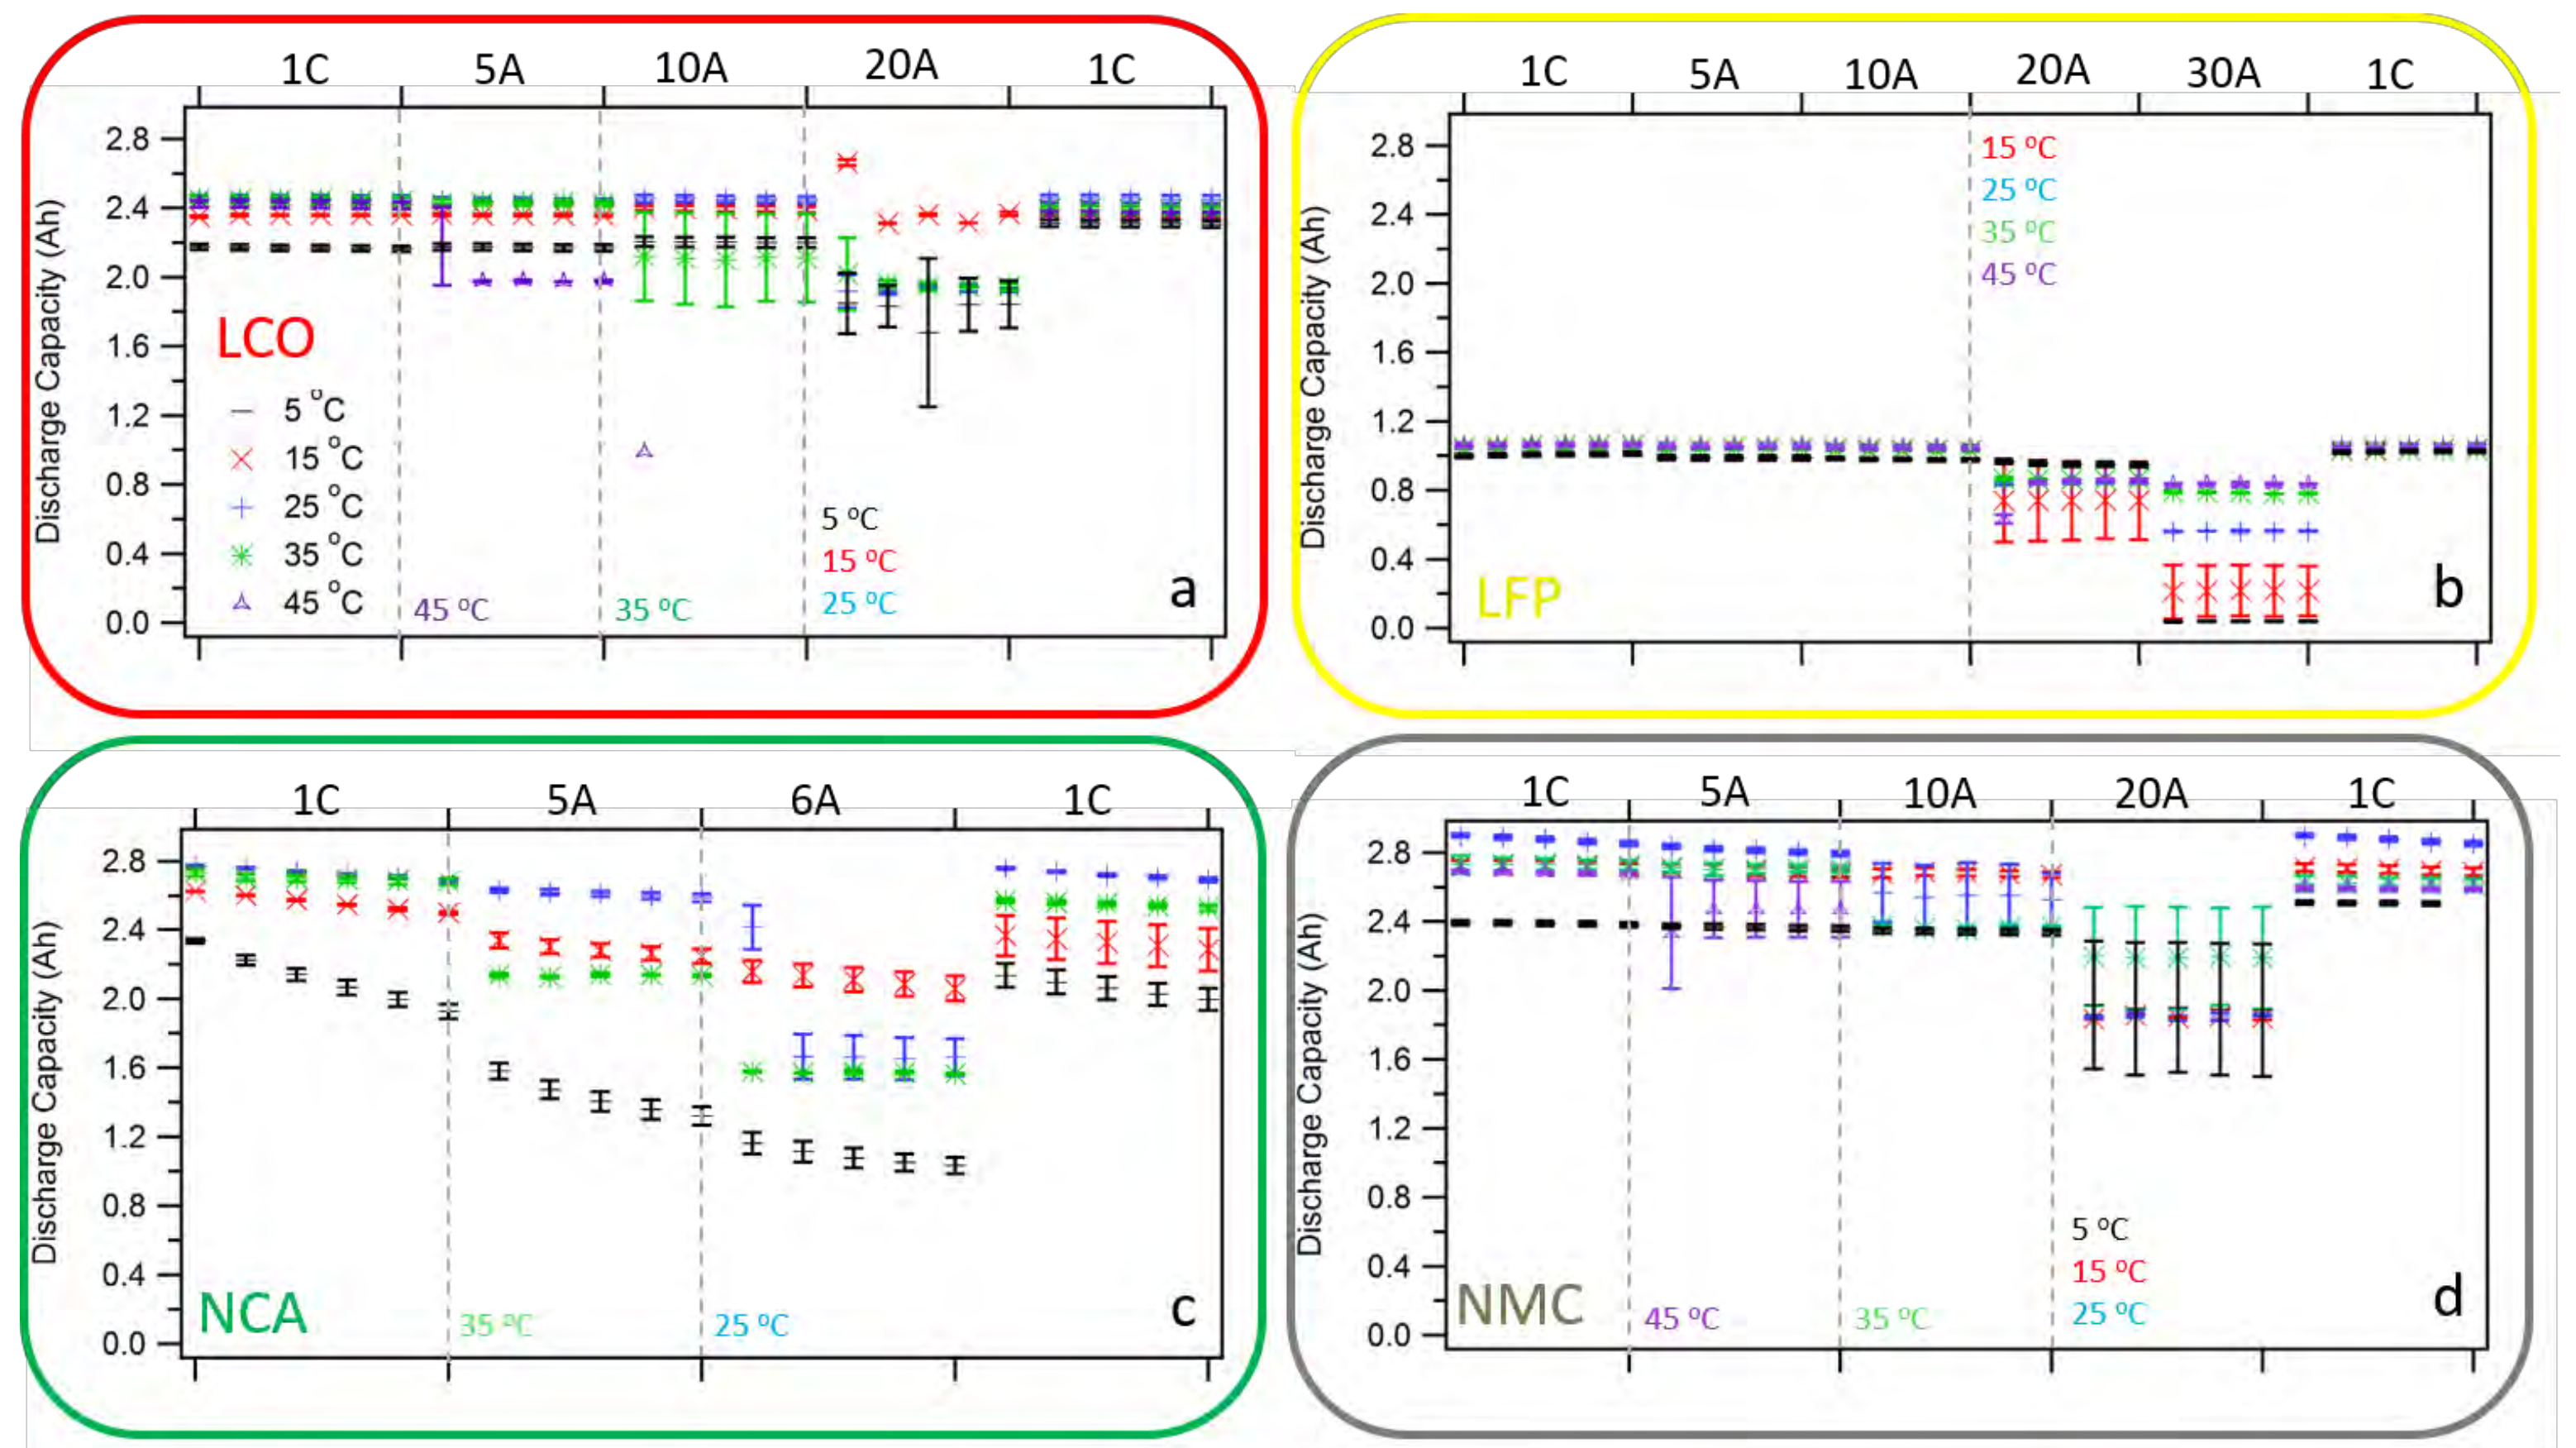 1C 5A 10A 20A 1C
Discharge Capacity (Ah)
2.8
2.4
2.0
1.6
1.2
0.8
0.4
0.0
LCO
5 °C
15 °C
25 °C
35 °C
45 °C
45 °C
35 °C
5 °C
15 °C
25 °C
a
1C 5A 10A 20A 30A 1C
Discharge Capacity (Ah)
2.8
2.4
2.0
1.6
1.2
0.8
0.4
0.0
15 °C
25 °C
35 °C
45 °C
LFP
b
1C 5A 6A 1C
Discharge Capacity (Ah)
2.8
2.4
2.0
1.6
1.2
0.8
0.4
0.0
NCA
35 °C
25 °C
c
1C 5A 10A 20A 1C
Discharge Capacity (Ah)
2.8
2.4
2.0
1.6
1.2
0.8
0.4
0.0
NMC
45 °C
35 °C
5 °C
15 °C
25 °C
d